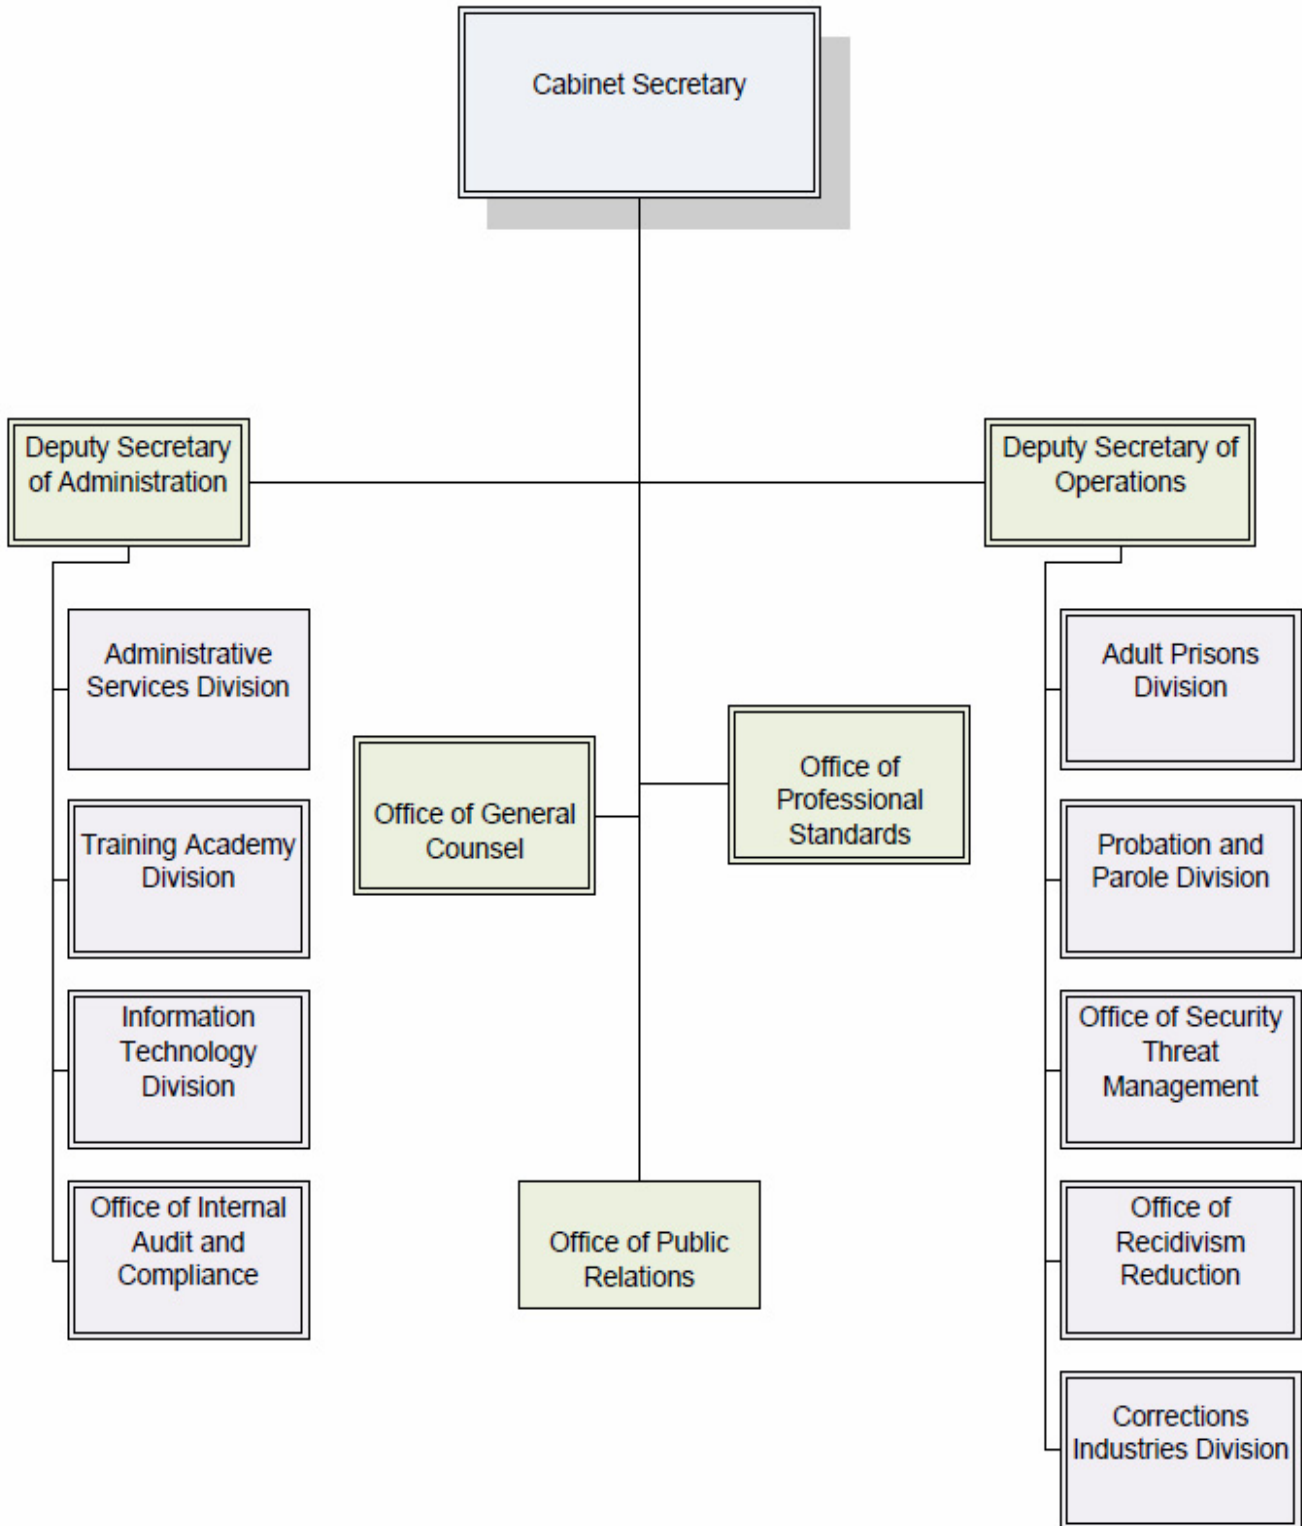 Cabinet Secretary
Deputy Secretary
of Administration
Deputy Secretary of
Operations
Administrative
Services Division
Training Academy
Division
Information
Technology
Division
Office of Internal
Audit and
Compliance
Office of General
Counsel
Office of
Professional
Standards
Office of Public
Relations
Adult Prisons
Division
Probation and
Parole Division
Office of Security
Threat
Management
Office of
Recidivism
Reduction
Corrections
Industries Division